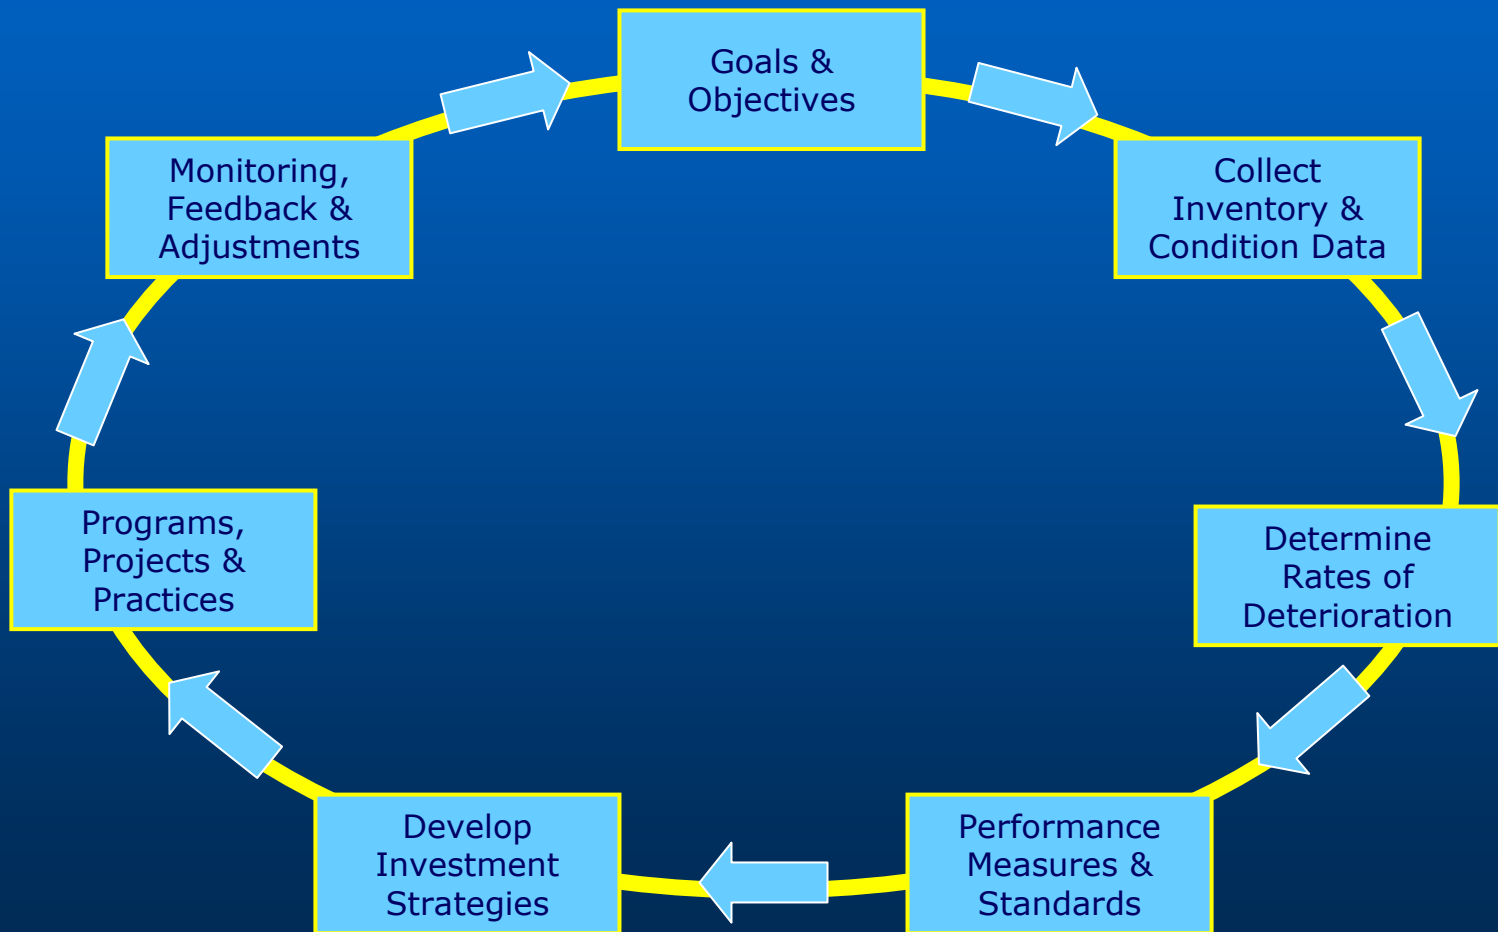 Goals &
Objectives
Collect
Inventory &
Condition Data
Determine
Rates of
Deterioration
Performance
Measures &
Standards
Develop
Investment
Strategies
Programs,
Projects &
Practices
Monitoring,
Feedback &
Adjustments